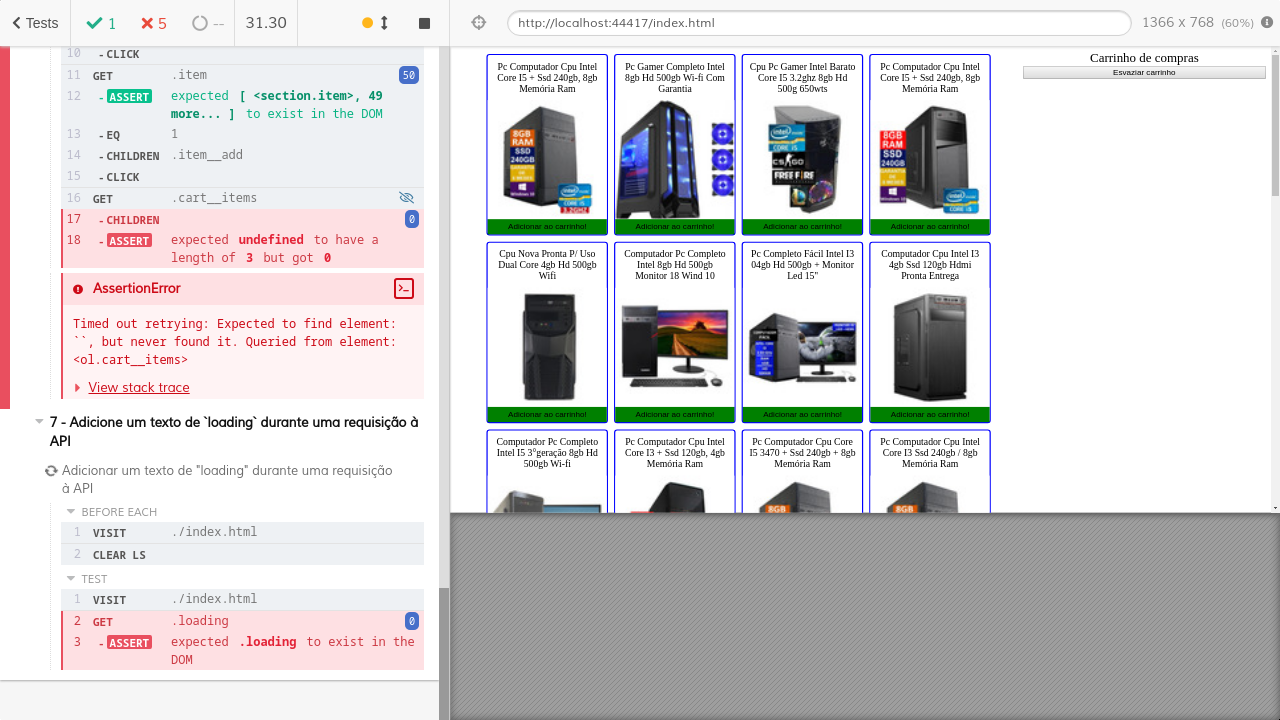 Tests
1
5
--
31.30
http://localhost:44417/index.html
1366 x 768 (60%)
10 -CLICK
11 GET .item 50
12 -ASSERT expected [ <section.item>, 49
more... ] to exist in the DOM
13 -EQ 1
14 -CHILDREN .item__add
15 -CLICK
16 GET .cart__items
17 -CHILDREN 0
18 -ASSERT expected undefined to have a
length of 3 but got 0
AssertionError
Timed out retrying: Expected to find element:
``, but never found it. Queried from element:
<ol.cart__items>
View stack trace
7 - Adicione um texto de `loading` durante uma requisição à
API
Adicionar um texto de "loading" durante uma requisição
à API
BEFORE EACH
1 VISIT ./index.html
2 CLEAR LS
TEST
1 VISIT ./index.html
2 GET .loading 0
3 -ASSERT expected .loading to exist in the
DOM
Pc Computador Cpu Intel
Core I5 + Ssd 240gb, 8gb
Memória Ram
8GB
RAM
SSD
240GB
Adicionar ao carrinho!
Pc Gamer Completo Intel
8gb Hd 500gb Wi-fi Com
Garantia
Adicionar ao carrinho!
Cpu Pc Gamer Intel Barato
Core I5 3.2ghz 8gb Hd
500g 650wts
CS:GO
FREE FIRE
Adicionar ao carrinho!
Pc Computador Cpu Intel
Core I5 + Ssd 240gb, 8gb
Memória Ram
8GB
RAM
SSD
240GB
Adicionar ao carrinho!
Carrinho de compras
Esvaziar carrinho
Cpu Nova Pronta P/ Uso
Dual Core 4gb Hd 500gb
Wifi
Adicionar ao carrinho!
Computador Pc Completo
Intel 8gb Hd 500gb
Monitor 18 Wind 10
Adicionar ao carrinho!
Pc Completo Fácil Intel I3
04gb Hd 500gb + Monitor
Led 15"
Adicionar ao carrinho!
Computador Cpu Intel I3
4gb Ssd 120gb Hdmi
Pronta Entrega
Adicionar ao carrinho!
Computador Pc Completo
Intel I5 3°geração 8gb Hd
500gb Wi-fi
Pc Computador Cpu Intel
Core I3 + Ssd 120gb, 4gb
Memória Ram
Pc Computador Cpu Core
I5 3470 + Ssd 240gb + 8gb
Memória Ram
8GB
Pc Computador Cpu Intel
Core I3 Ssd 240gb / 8gb
Memória Ram
8GB